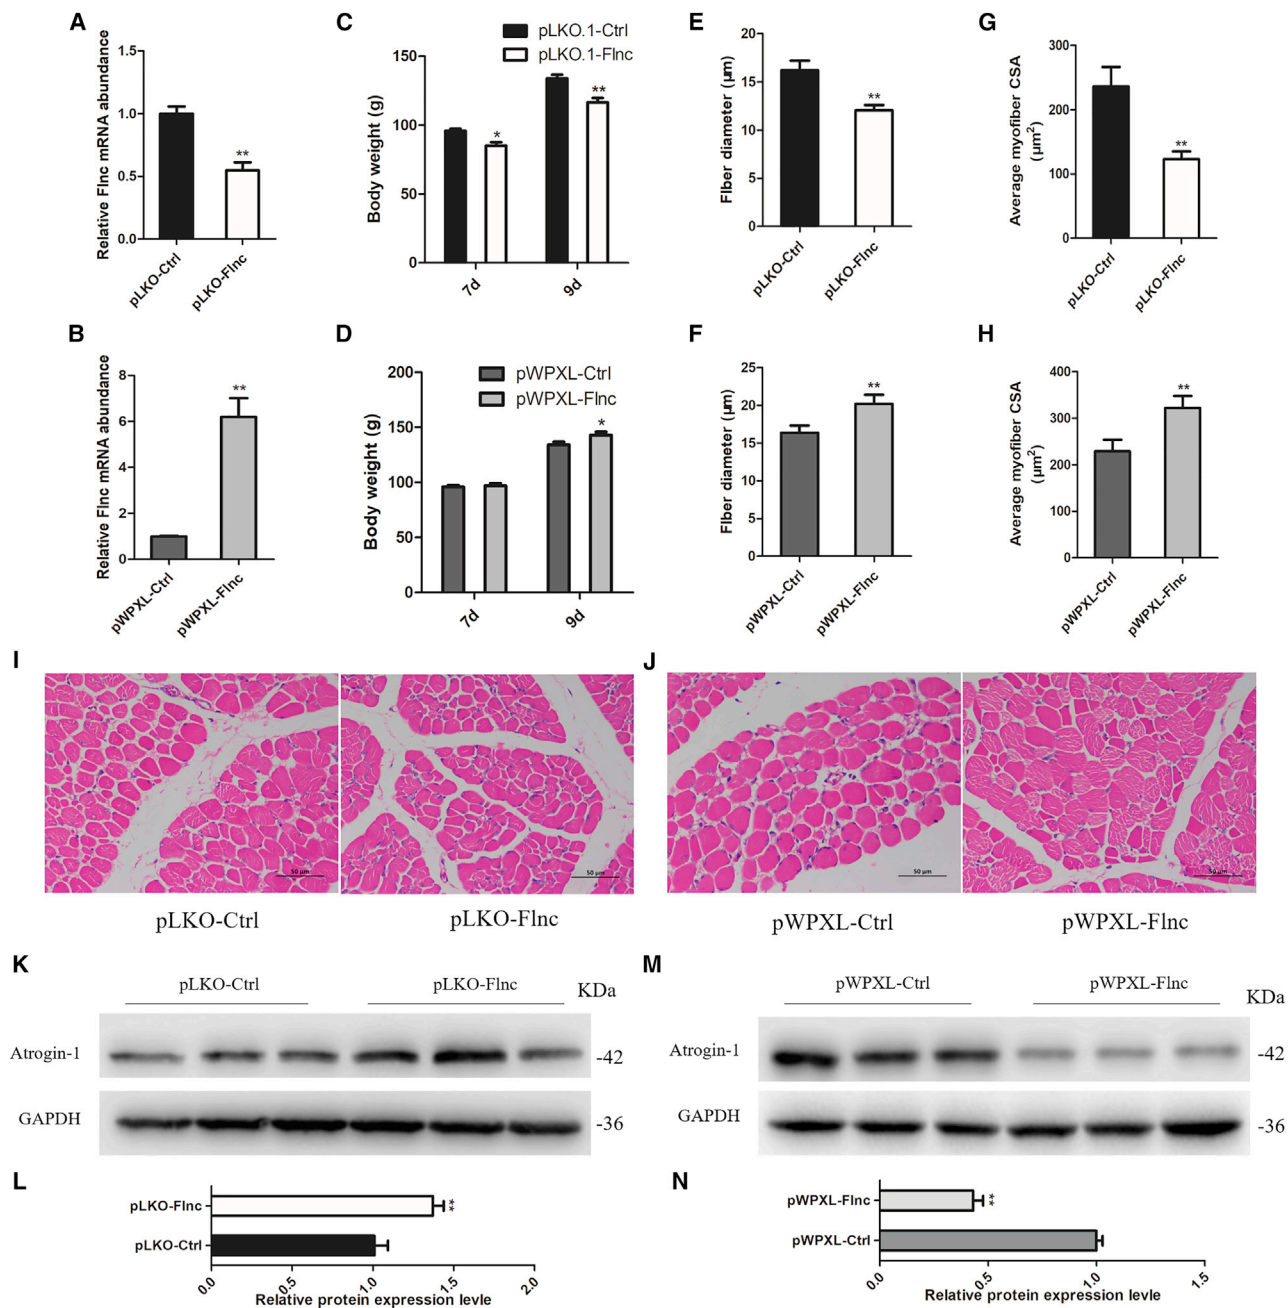 A
Relative Flnc mRNA abundance
1.5
1.0
0.5
0.0
**
pLKO-Ctrl
pLKO-Flnc
C
pLKO.1-Ctrl
pLKO.1-Flnc
Body weight (g)
150
100
50
0
*
**
7d
9d
E
Fiber diameter (μm)
20
15
10
5
0
**
pLKO-Ctrl
pLKO-Flnc
G
Average myofiber CSA
(μm²)
300
200
100
0
**
pLKO-Ctrl
pLKO-Flnc
B
Relative Flnc mRNA abundance
8
6
4
2
0
**
pWPXL-Ctrl
pWPXL-Flnc
D
pWPXL-Ctrl
pWPXL-Flnc
Body weight (g)
200
150
100
50
0
*
7d
9d
F
Fiber diameter (μm)
25
20
15
10
5
0
**
pWPXL-Ctrl
pWPXL-Flnc
H
Average myofiber CSA
(μm²)
400
300
200
100
0
**
pWPXL-Ctrl
pWPXL-Flnc
I
50 μm
50 μm
pLKO-Ctrl
pLKO-Flnc
J
50 μm
50 μm
pWPXL-Ctrl
pWPXL-Flnc
K
pLKO-Ctrl
pLKO-Flnc
KDa
Atrogin-1
-42
GAPDH
-36
M
pWPXL-Ctrl
pWPXL-Flnc
KDa
Atrogin-1
-42
GAPDH
-36
L
pLKO-Flnc
**
pLKO-Ctrl
0.0
0.5
1.0
1.5
2.0
Relative protein expression levle
N
pWPXL-Flnc
**
pWPXL-Ctrl
0.0
0.5
1.0
1.5
Relative protein expression levle